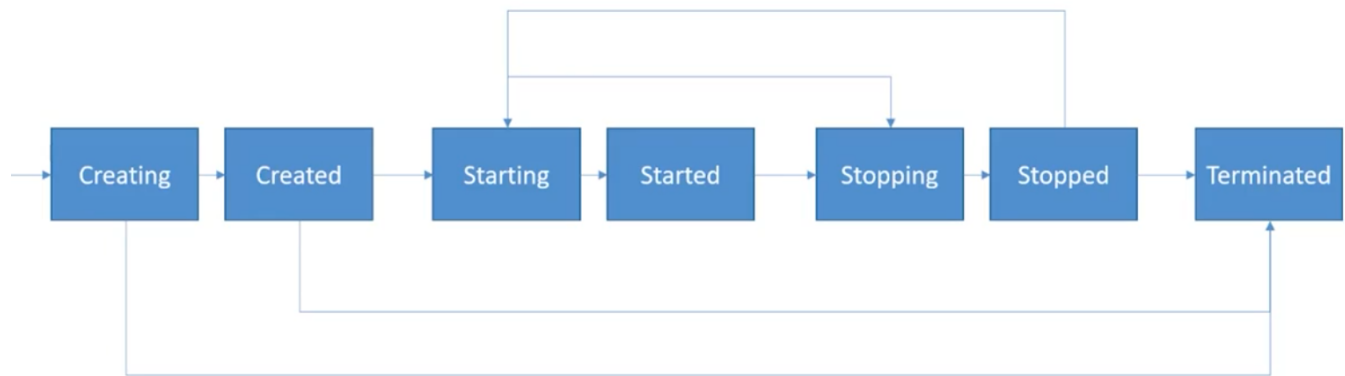 Creating
Created
Starting
Started
Stopping
Stopped
Terminated